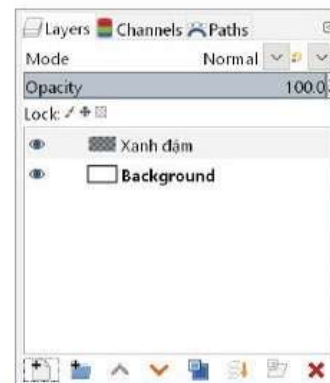 Layers Channels Paths
Mode Normal
Opacity 100.0
Lock:
Xanh đậm
Background